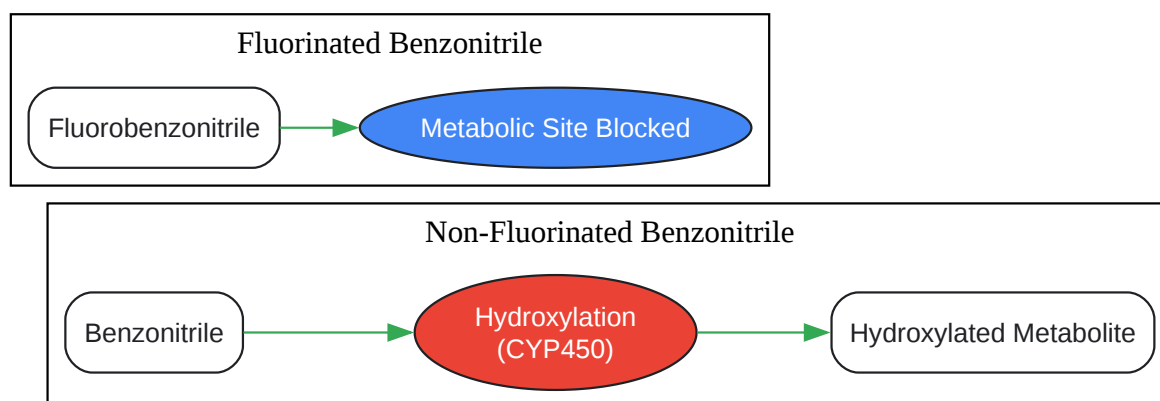 Fluorinated Benzonitrile
Fluorobenzonitrile
Metabolic Site Blocked
Non-Fluorinated Benzonitrile
Benzonitrile
Hydroxylation
(CYP450)
Hydroxylated Metabolite